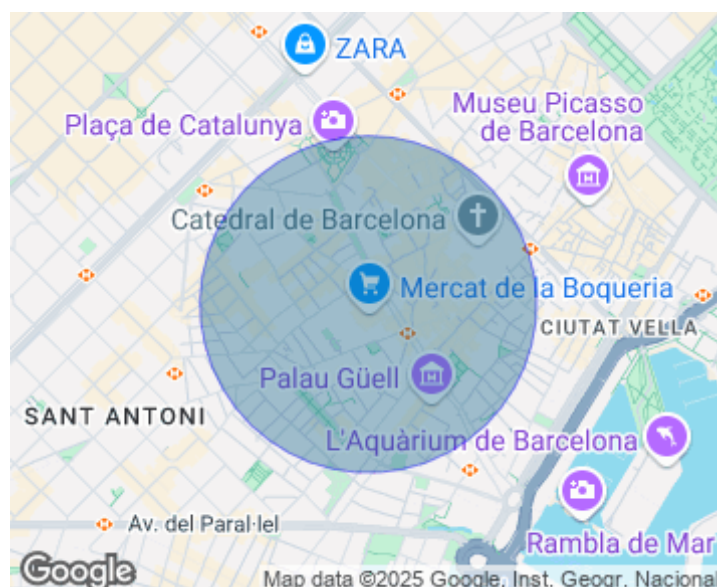 ZARA
Plaça de Catalunya
Museu Picasso
de Barcelona
Catedral de Barcelona
Mercat de la Boqueria
CIUTAT VELLA
Palau Güell
SANT ANTONI
L'Aquàrium de Barcelona
Av. del Paral·lel
Rambla de Mar
Google
Map data ©2025 Google, Inst. Geogr. Nacional